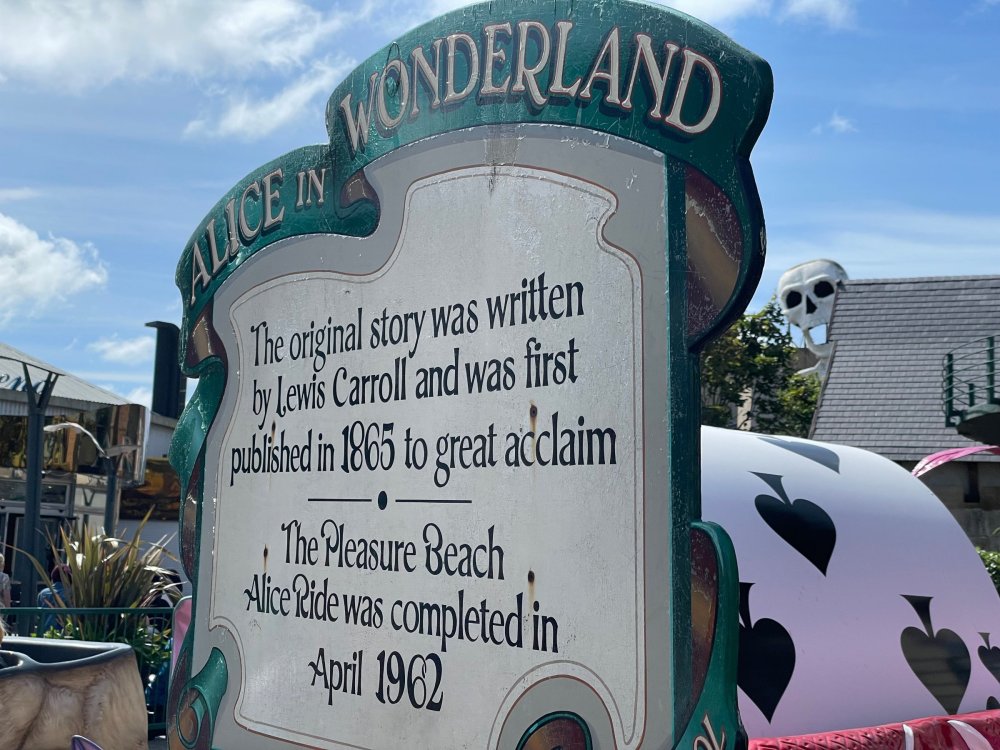 ALICE IN WONDERLAND
The original story was written
by Lewis Carroll and was first
published in 1865 to great acclaim
The Pleasure Beach
Alice Ride was completed in
April 1962